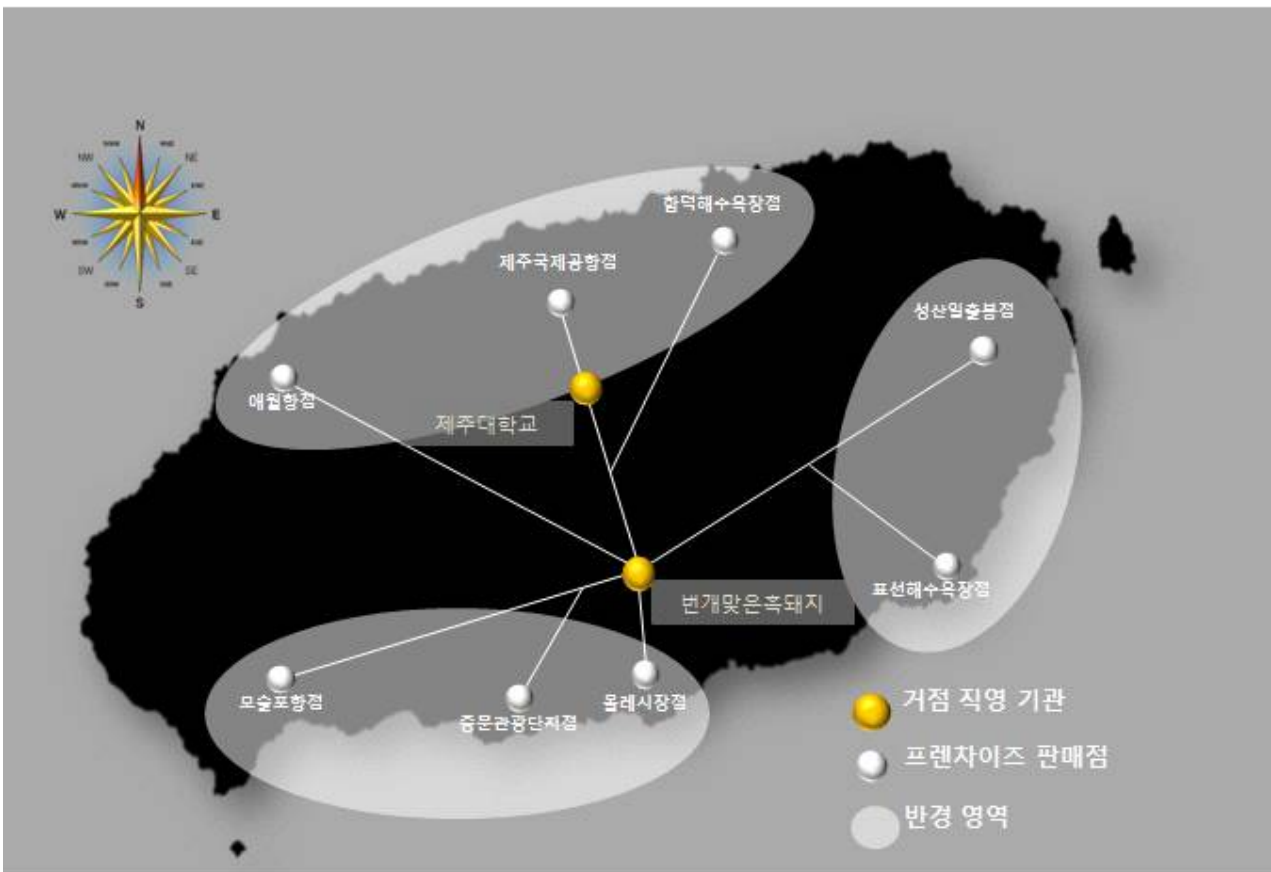 N
NW
NE
W
E
SW
SE
S
함덕해수욕장점
제주국제공항점
성산일출봉점
애월항점
제주대학교
표선해수욕장점
번개맞은흑돼지
모슬포항점
올레시장점
중문관광단지점
거점 직영 기관
프렌차이즈 판매점
반경 영역